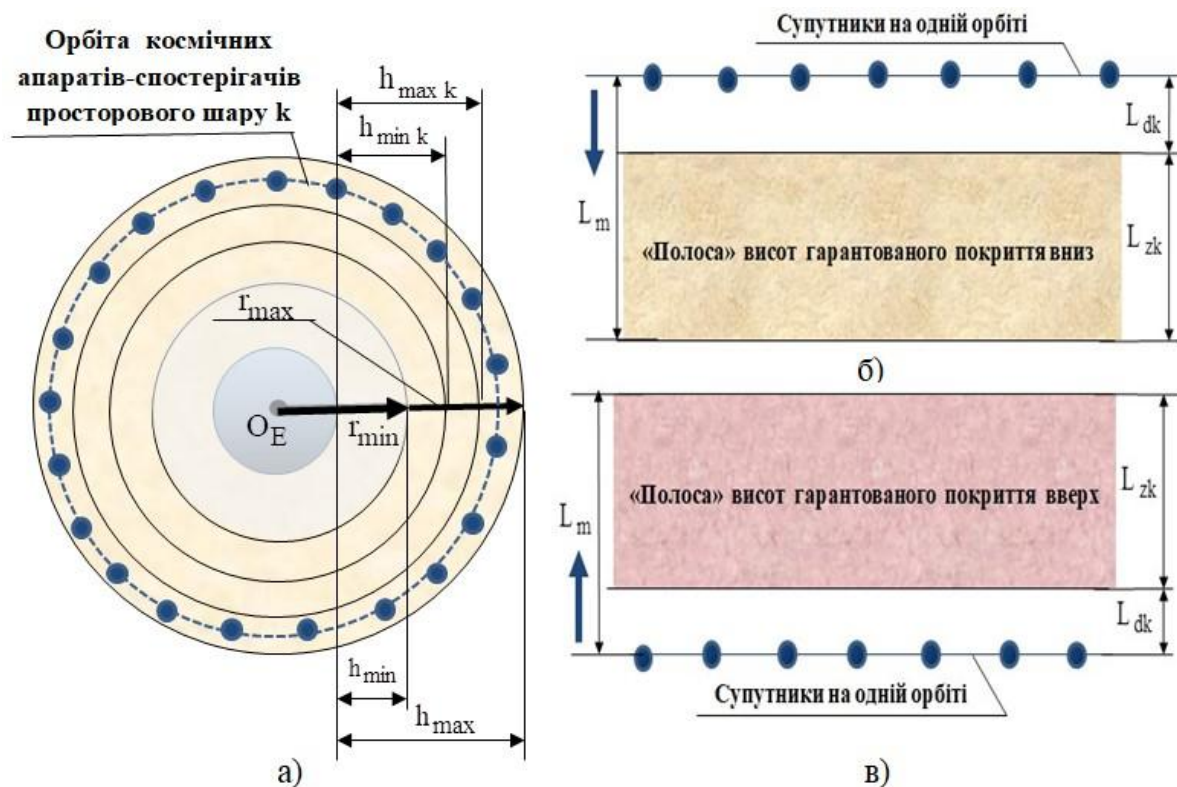 Орбіта космічних
апаратів-спостерігачів
просторового шару k
h max k
h min k
r max
O E
r min
h min
h max
а)
Супутники на одній орбіті
L dk
L m
«Полоса» висот гарантованого покриття вниз
L zk
б)
«Полоса» висот гарантованого покриття вверх
L zk
L m
L dk
Супутники на одній орбіті
в)